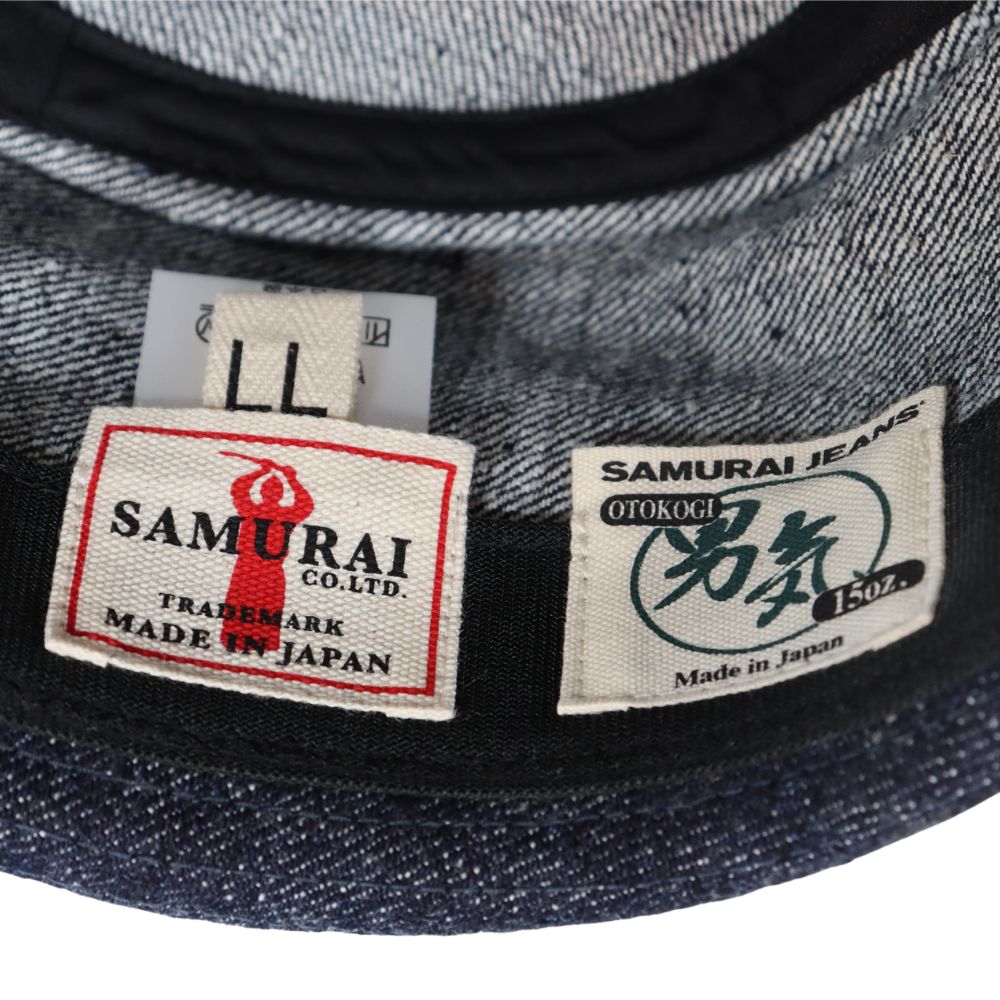 LL
SAMURAI
CO.LTD.
TRADEMARK
MADE IN JAPAN
SAMURAI JEANS
OTOKOGI
男気
15oz.
Made in Japan